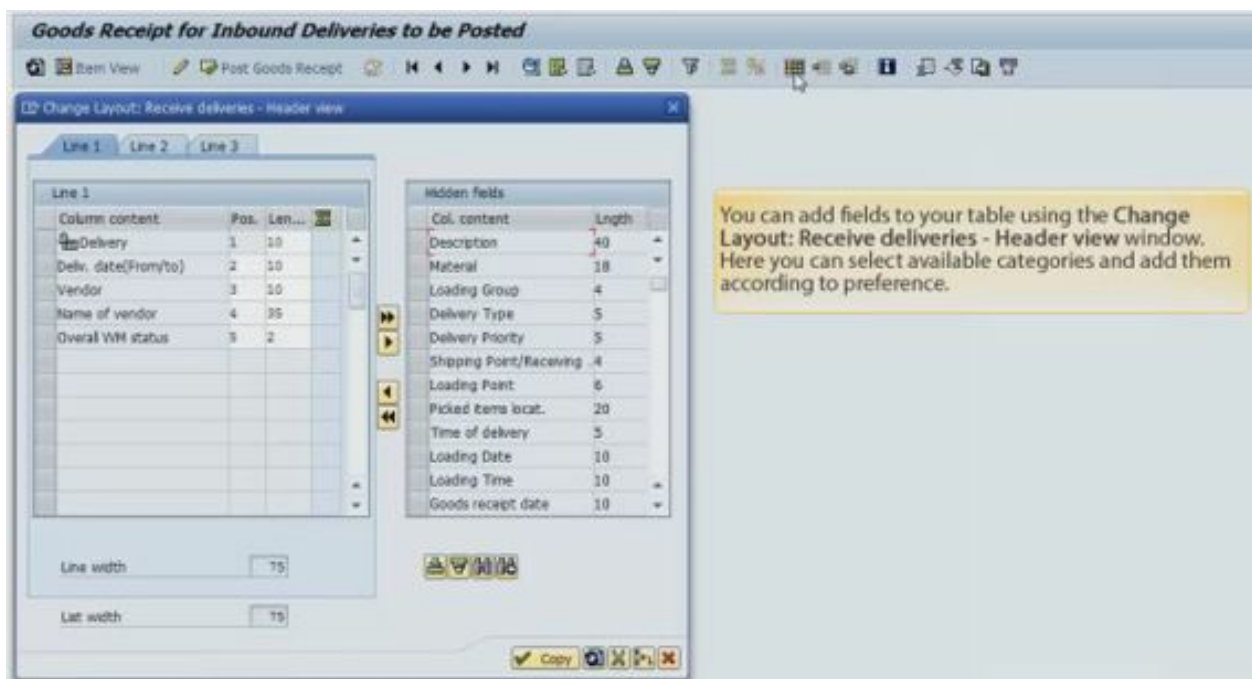 Goods Receipt for Inbound Deliveries to be Posted
Item View Post Goods Receipt
Change Layout: Receive deliveries - Header view
Line 1 Line 2 Line 3
Line 1
Column content Pos. Len...
Delivery 1 10
Deliv. date(From/to) 2 10
Vendor 3 10
Name of vendor 4 35
Overall WM status 5 2
Line width 75
List width 75
Hidden fields
Col. content Lngth
Description 40
Material 18
Loading Group 4
Delivery Type 5
Delivery Priority 5
Shipping Point/Receiving 4
Loading Point 6
Picked items locat. 20
Time of delivery 5
Loading Date 10
Loading Time 10
Goods receipt date 10
Copy
You can add fields to your table using the Change
Layout: Receive deliveries - Header view window.
Here you can select available categories and add them
according to preference.